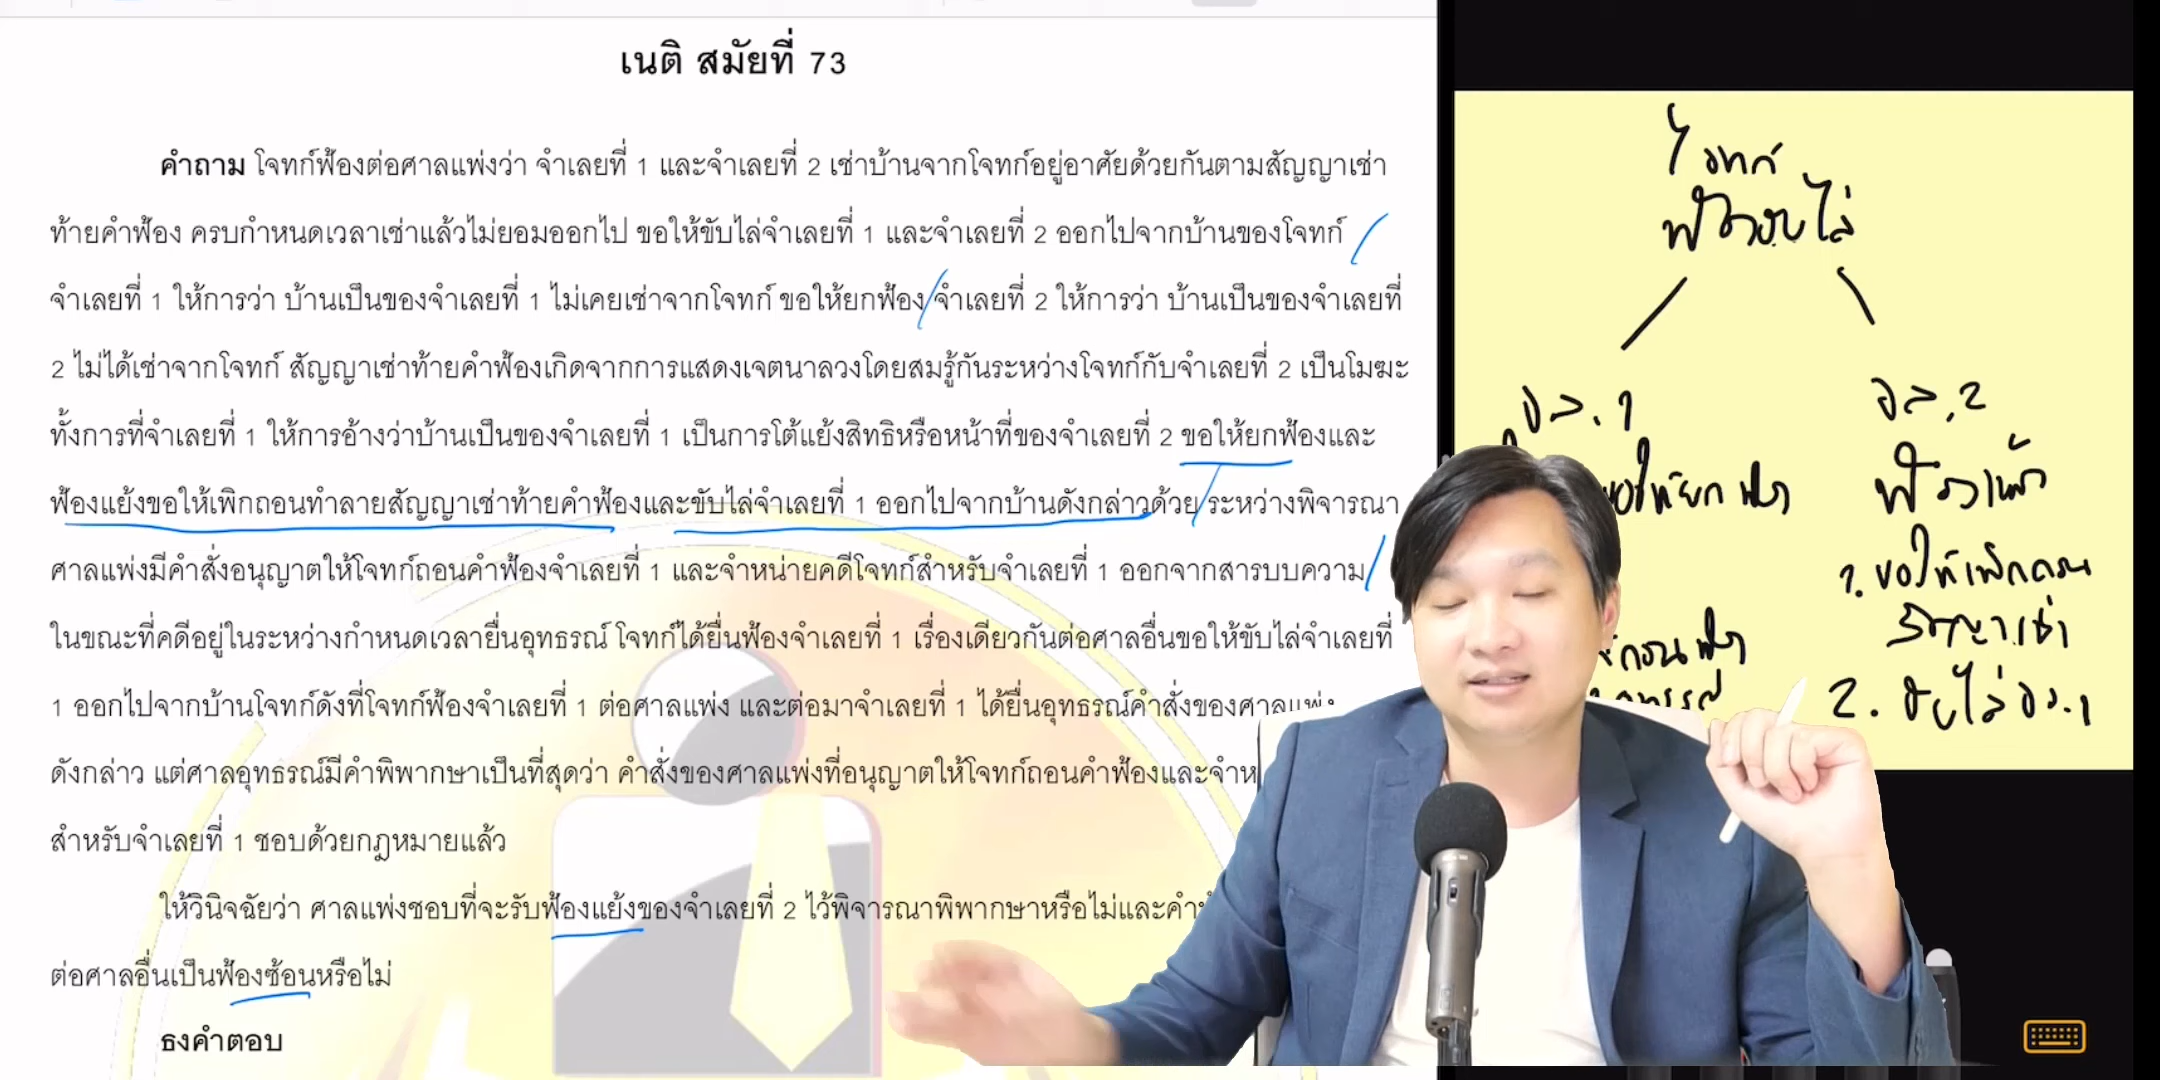 เนติ สมัยที่ 73
คำถาม โจทก์ฟ้องต่อศาลแพ่งว่า จำเลยที่ 1 และจำเลยที่ 2 เช่าบ้านจากโจทก์อยู่อาศัยด้วยกันตามสัญญาเช่า
ท้ายคำฟ้อง ครบกำหนดเวลาเช่าแล้วไม่ยอมออกไป ขอให้ขับไล่จำเลยที่ 1 และจำเลยที่ 2 ออกไปจากบ้านของโจทก์
จำเลยที่ 1 ให้การว่า บ้านเป็นของจำเลยที่ 1 ไม่เคยเช่าจากโจทก์ ขอให้ยกฟ้อง จำเลยที่ 2 ให้การว่า บ้านเป็นของจำเลยที่
2 ไม่ได้เช่าจากโจทก์ สัญญาเช่าท้ายคำฟ้องเกิดจากการแสดงเจตนาลวงโดยสมรู้กันระหว่างโจทก์กับจำเลยที่ 2 เป็นโมฆะ
ทั้งการที่จำเลยที่ 1 ให้การอ้างว่าบ้านเป็นของจำเลยที่ 1 เป็นการโต้แย้งสิทธิหรือหน้าที่ของจำเลยที่ 2 ขอให้ยกฟ้องและ
ฟ้องแย้งขอให้เพิกถอนทำลายสัญญาเช่าท้ายคำฟ้องและขับไล่จำเลยที่ 1 ออกไปจากบ้านดังกล่าวด้วย ระหว่างพิจารณา
ศาลแพ่งมีคำสั่งอนุญาตให้โจทก์ถอนคำฟ้องจำเลยที่ 1 และจำหน่ายคดีโจทก์สำหรับจำเลยที่ 1 ออกจากสารบบความ
ในขณะที่คดีอยู่ในระหว่างกำหนดเวลายื่นอุทธรณ์ โจทก์ได้ยื่นฟ้องจำเลยที่ 1 เรื่องเดียวกันต่อศาลอื่นขอให้ขับไล่จำเลยที่
1 ออกไปจากบ้านโจทก์ดังที่โจทก์ฟ้องจำเลยที่ 1 ต่อศาลแพ่ง และต่อมาจำเลยที่ 1 ได้ยื่นอุทธรณ์คำสั่งของศาลแพ่ง
ดังกล่าว แต่ศาลอุทธรณ์มีคำพิพากษาเป็นที่สุดว่า คำสั่งของศาลแพ่งที่อนุญาตให้โจทก์ถอนคำฟ้องและ
สำหรับจำเลยที่ 1 ชอบด้วยกฎหมายแล้ว
ให้วินิจฉัยว่า ศาลแพ่งชอบที่จะรับฟ้องแย้งของจำเลยที่ 2 ไว้พิจารณาพิพากษาหรือไม่และ
ต่อศาลอื่นเป็นฟ้องซ้อนหรือไม่
ธงคำตอบ
โจทก์
ฟ้องขับไล่
จล.1
ขอให้ยกฟ้อง
จล.2
ฟ้องแย้ง
1. ขอให้เพิกถอน
สัญญาเช่า
2. ขับไล่ จล.1